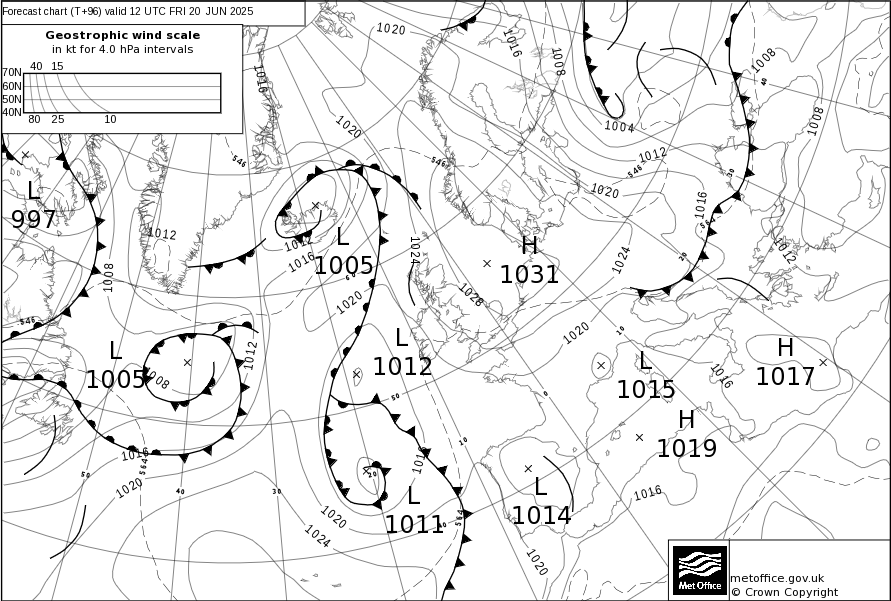 Forecast chart (T+96) valid 12 UTC FRI 20 JUN 2025
Geostrophic wind scale
in kt for 4.0 hPa intervals
40 15
70N
60N
50N
40N
80 25 10
1016
1020
1016
1008
1008
1008
1020
1004
1012
546
546
546
1020
1016
40
30
564
20
L
997
1012
1012
1016
L
1005
1024
H
1031
1024
1012
1008
1020
1028
546
L
1005
1008
1012
L
1012
1020
10
L
1015
1016
H
1017
50
0
H
1019
10
1016
564
1020
50
40
30
20
1016
L
1011
40
564
L
1014
1016
1020
1024
1020
Met Office
metoffice.gov.uk
© Crown Copyright